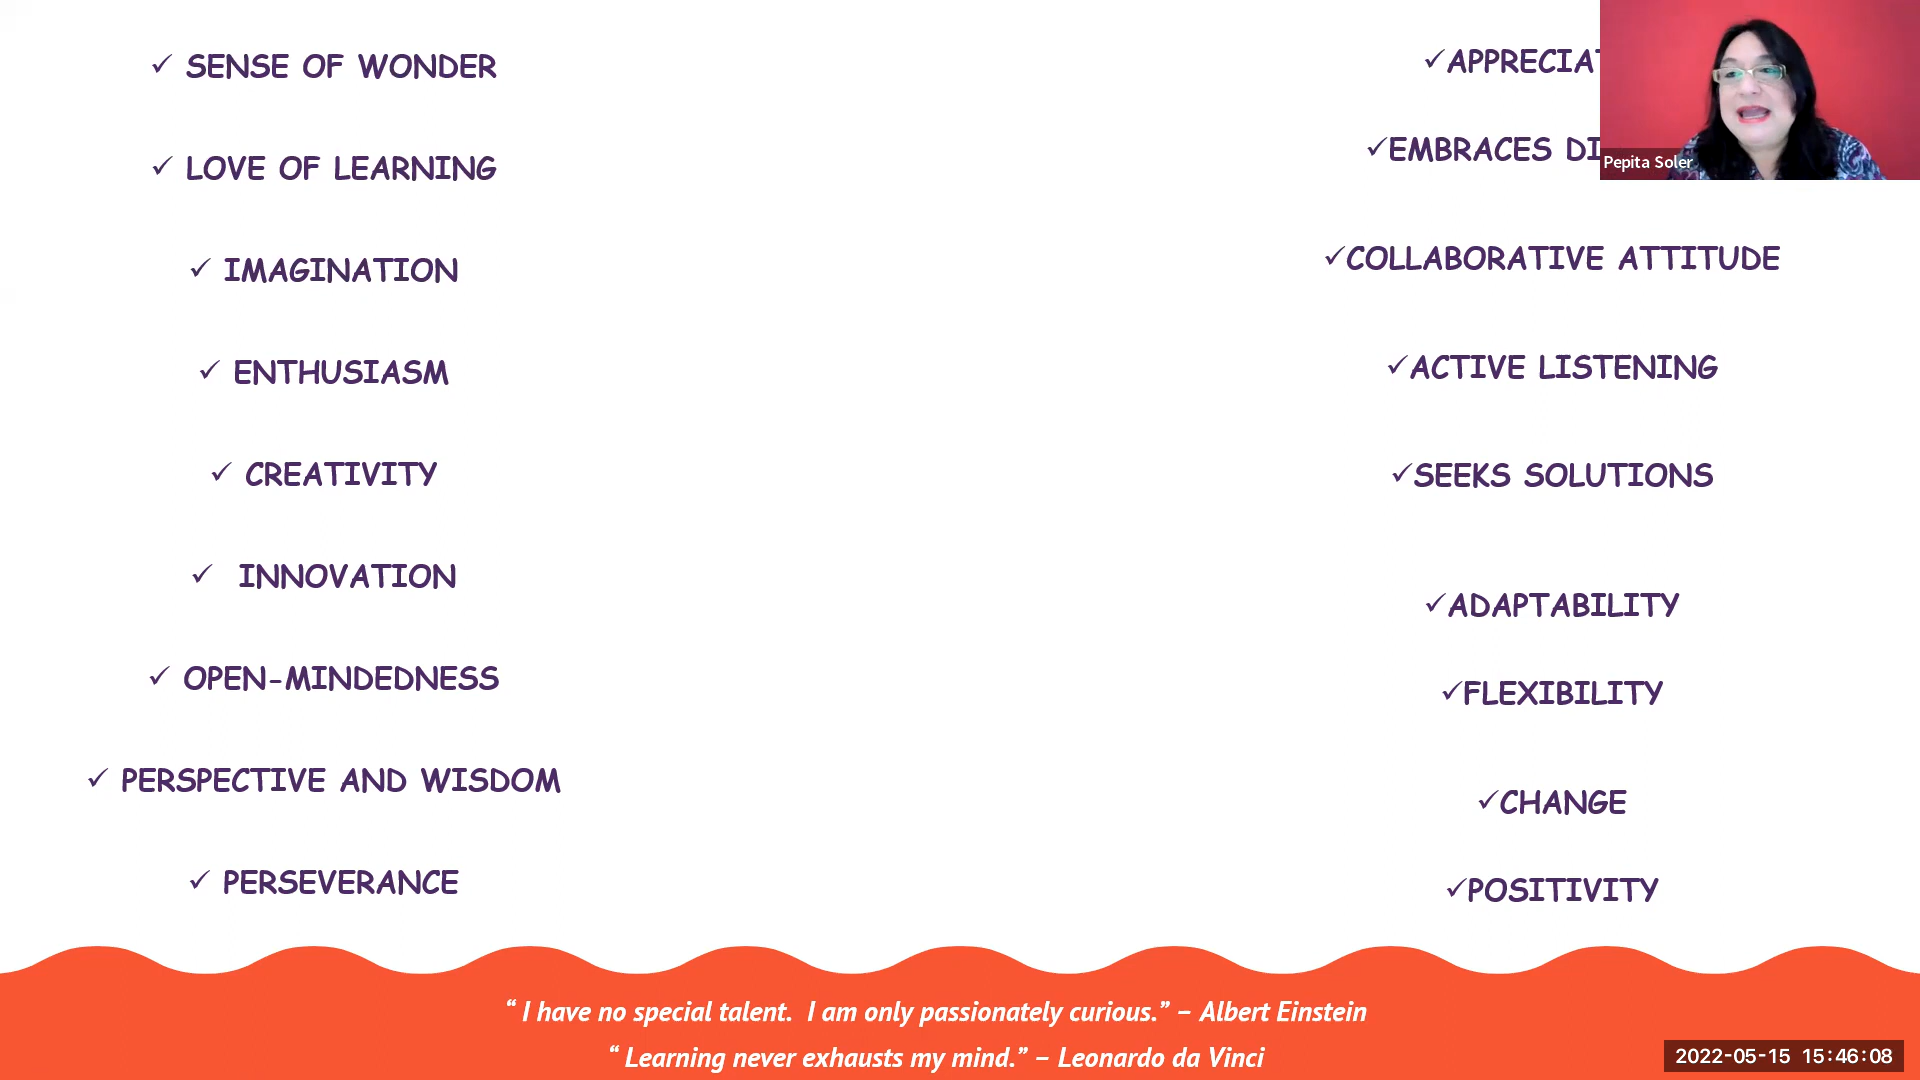 ✓ SENSE OF WONDER
✓ LOVE OF LEARNING
✓ IMAGINATION
✓ ENTHUSIASM
✓ CREATIVITY
✓ INNOVATION
✓ OPEN-MINDEDNESS
✓ PERSPECTIVE AND WISDOM
✓ PERSEVERANCE
✓EMBRACES
✓COLLABORATIVE ATTITUDE
✓ACTIVE LISTENING
✓SEEKS SOLUTIONS
✓ADAPTABILITY
✓FLEXIBILITY
✓CHANGE
✓POSITIVITY
Pepita Soler
“ I have no special talent.  I am only passionately curious.” – Albert Einstein
“ Learning never exhausts my mind.” – Leonardo da Vinci
2022-05-15 15:46:08